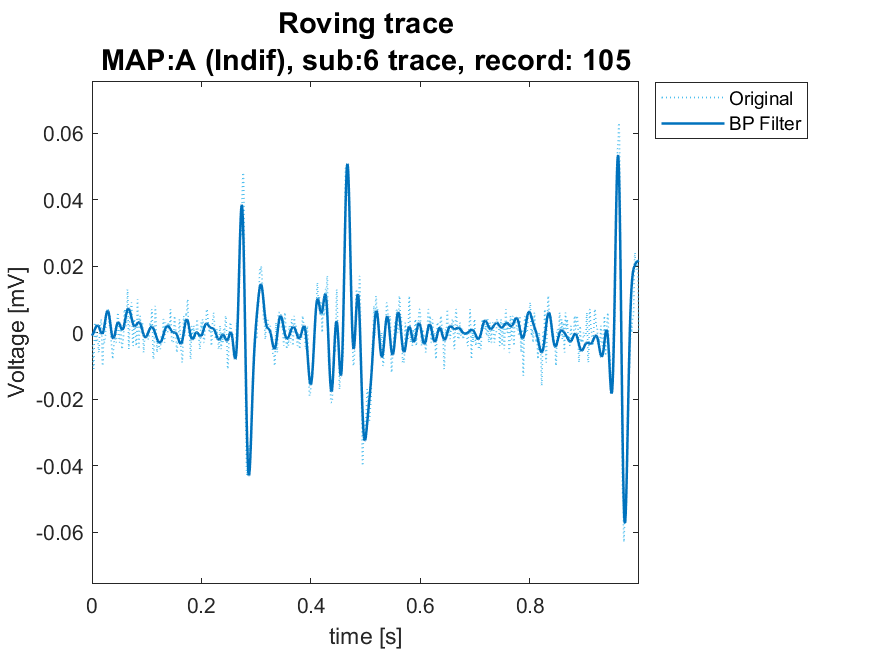 Roving trace
MAP:A (Indif), sub:6 trace, record: 105
Original
BP Filter
0.06
0.04
0.02
0
-0.02
-0.04
-0.06
Voltage [mV]
0
0.2
0.4
0.6
0.8
time [s]